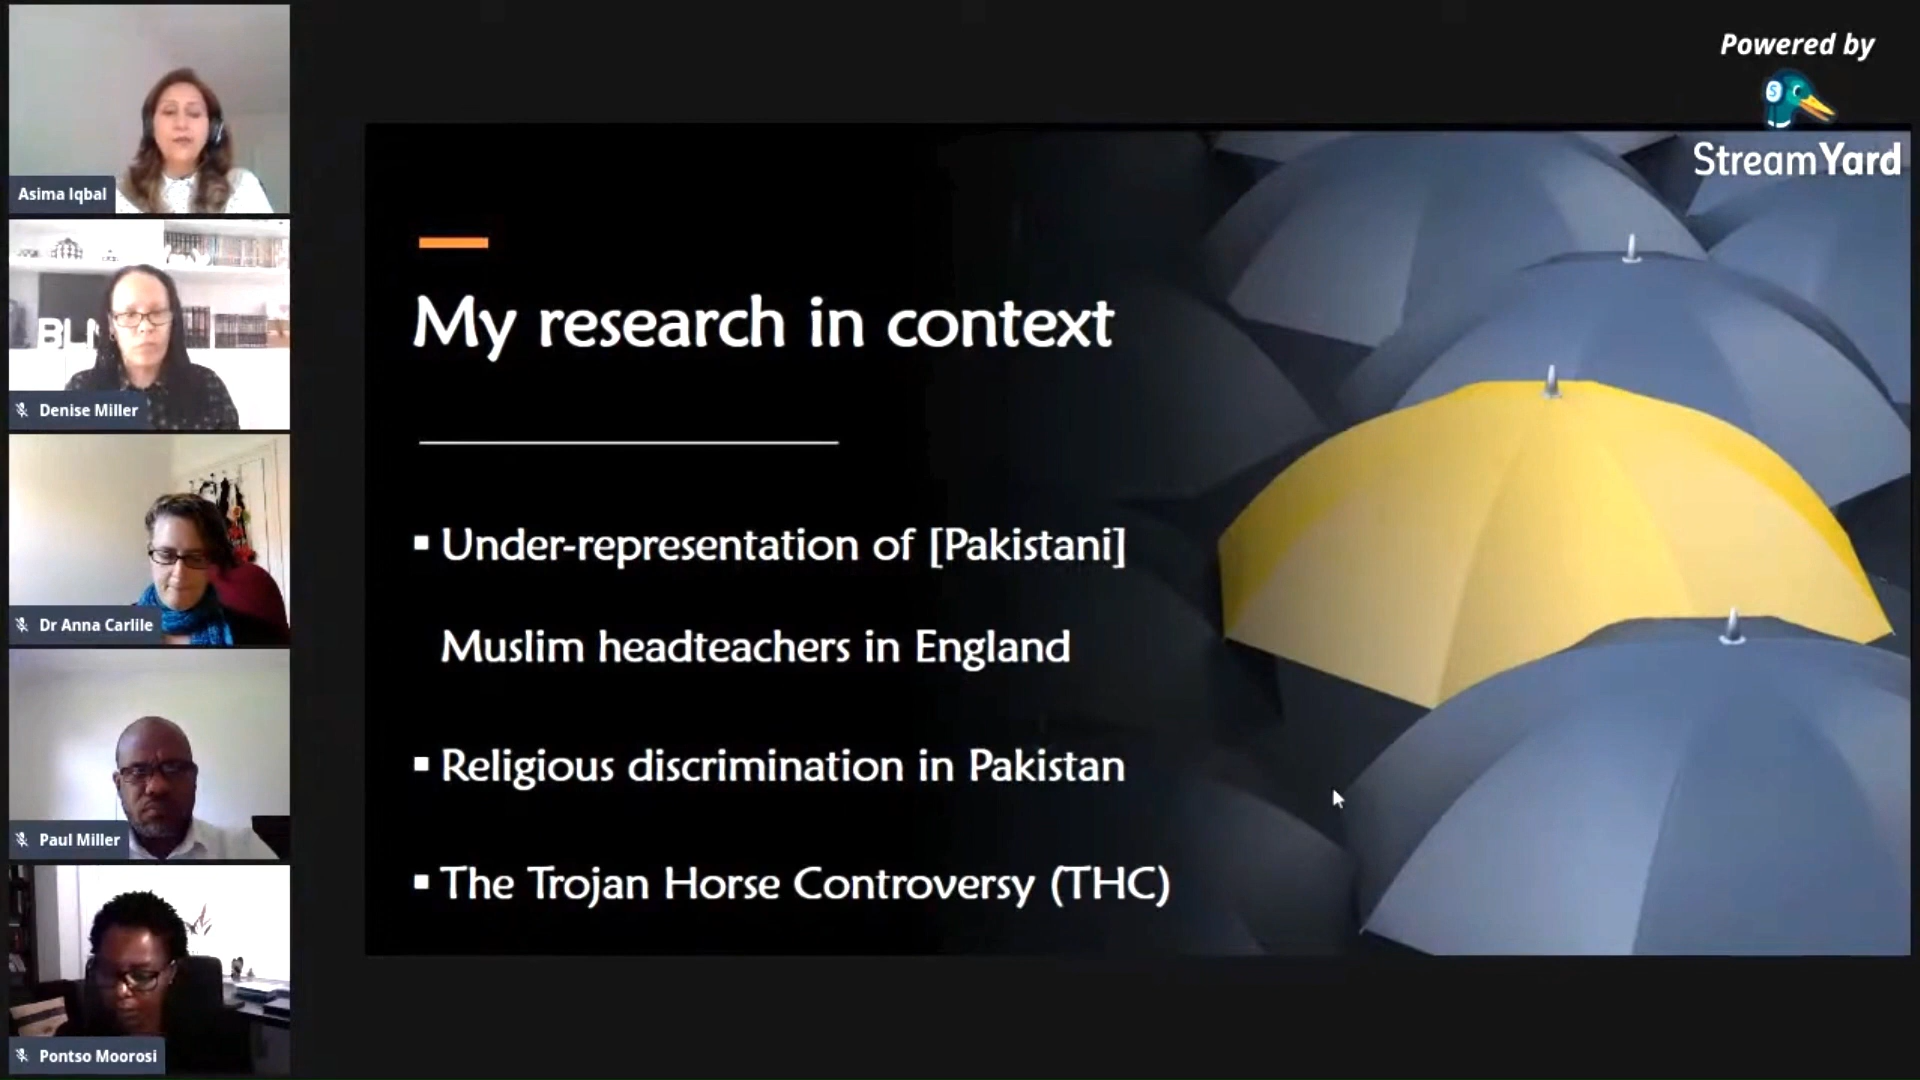 Asima Iqbal
Denise Miller
Dr Anna Carlile
Paul Miller
Pontso Moorosi
Powered by
StreamYard
My research in context
▪ Under-representation of [Pakistani]
Muslim headteachers in England
▪ Religious discrimination in Pakistan
▪ The Trojan Horse Controversy (THC)